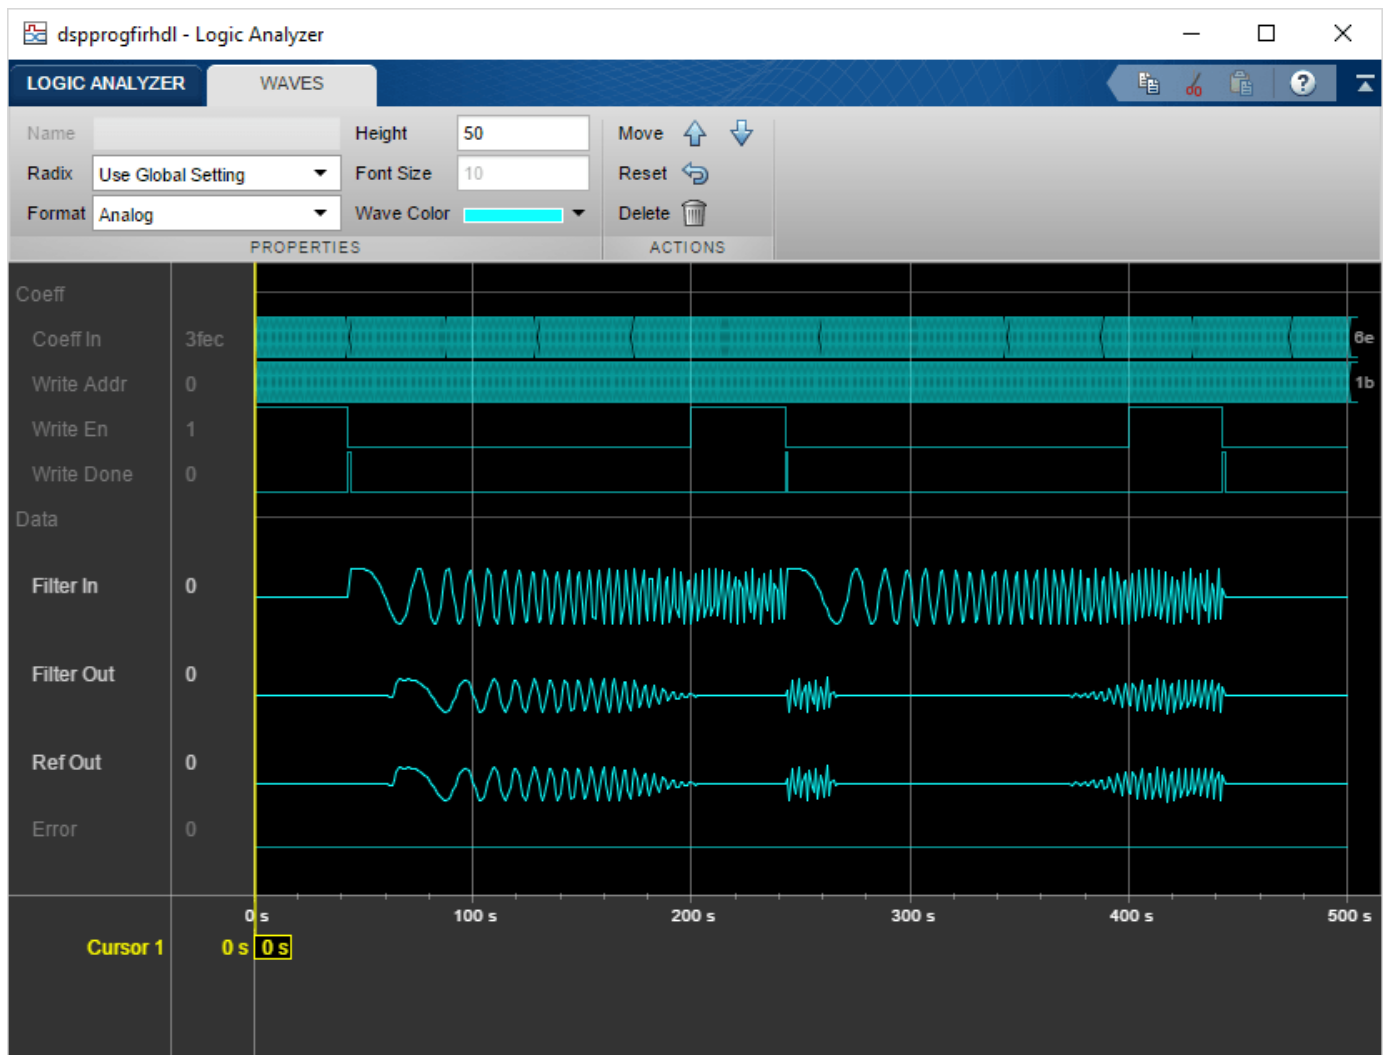 dspprogfirhdl - Logic Analyzer
LOGIC ANALYZER WAVES
Name Height 50 Move
Radix Use Global Setting Font Size 10 Reset
Format Analog Wave Color Delete
PROPERTIES ACTIONS
Coeff
Coeff In 3fec 6e
Write Addr 0 1b
Write En 1
Write Done 0
Data
Filter In 0
Filter Out 0
Ref Out 0
Error 0
0 s 100 s 200 s 300 s 400 s 500 s
Cursor 1 0 s 0 s